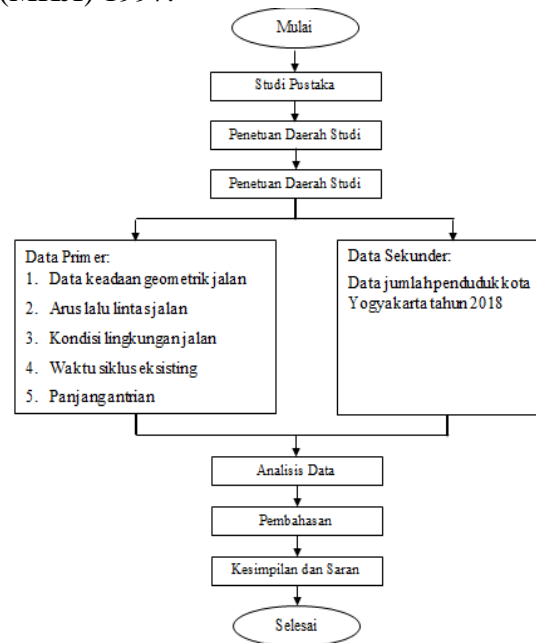 (MKJI) 1997.
Mulai
Studi Pustaka
Penetuan Daerah Studi
Penetuan Daerah Studi
Data Primer:
1. Data keadaan geometrik jalan
2. Arus lalu lintas jalan
3. Kondisi lingkungan jalan
4. Waktu siklus eksisting
5. Panjang antrian
Data Sekunder:
Data jumlah penduduk kota
Yogyakarta tahun 2018
Analisis Data
Pembahasan
Kesimpilan dan Saran
Selesai